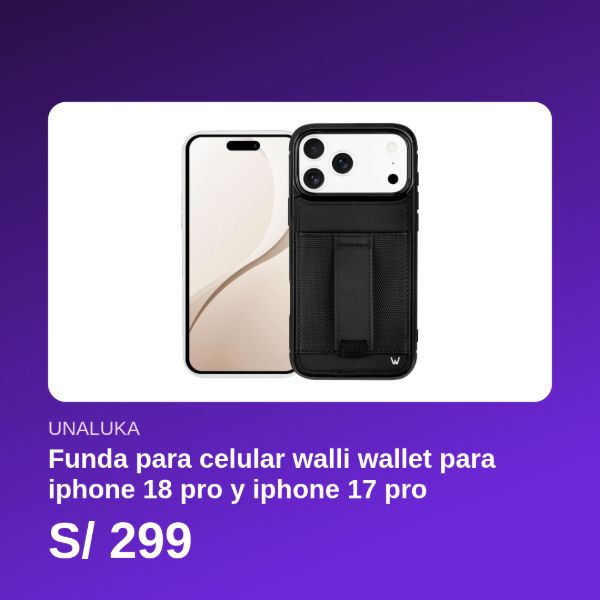 W
UNALUKA
Funda para celular walli wallet para
iphone 18 pro y iphone 17 pro
S/ 299